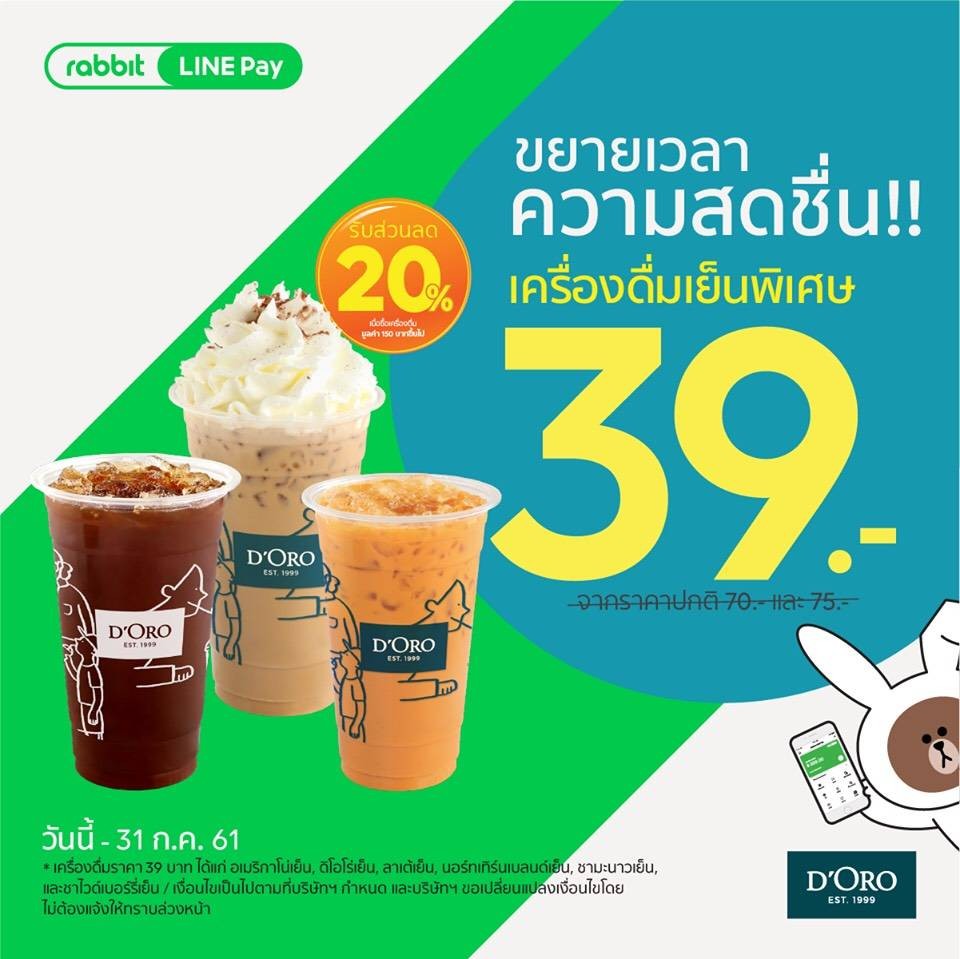 rabbit LINE Pay
ขยายเวลา
ความสดชื่น!!
รับส่วนลด
20%
เมื่อซื้อเครื่องดื่ม
มูลค่า 150 บาทขึ้นไป
เครื่องดื่มเย็นพิเศษ
39.-
จากราคาปกติ 70.- และ 75.-
D'ORO
EST. 1999
D'ORO
EST. 1999
D'ORO
EST. 1999
วันนี้ - 31 ก.ค. 61
* เครื่องดื่มราคา 39 บาท ได้แก่ อเมริกาโน่เย็น, ดิโอโร่เย็น, ลาเต้เย็น, นอร์ทเทิร์นเบลนด์เย็น, ชามะนาวเย็น,
และชาไวด์เบอร์รี่เย็น / เงื่อนไขเป็นไปตามที่บริษัทฯ กำหนด และบริษัทฯ ขอเปลี่ยนแปลงเงื่อนไขโดย
ไม่ต้องแจ้งให้ทราบล่วงหน้า
D'ORO
EST. 1999